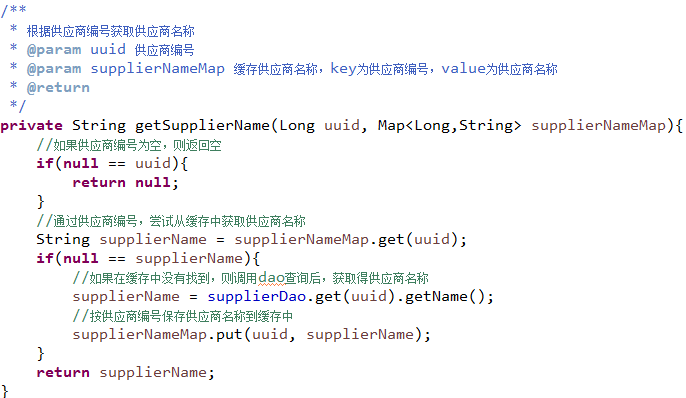 /**
 * 根据供应商编号获取供应商名称
 * @param uuid 供应商编号
 * @param supplierNameMap 缓存供应商名称，key为供应商编号，value为供应商名称
 * @return
 */
private String getSupplierName(Long uuid, Map<Long,String> supplierNameMap){
    //如果供应商编号为空，则返回空
    if(null == uuid){
        return null;
    }
    //通过供应商编号，尝试从缓存中获取供应商名称
    String supplierName = supplierNameMap.get(uuid);
    if(null == supplierName){
        //如果在缓存中没有找到，则调用dao查询后，获取得供应商名称
        supplierName = supplierDao.get(uuid).getName();
        //按供应商编号保存供应商名称到缓存中
        supplierNameMap.put(uuid, supplierName);
    }
    return supplierName;
}